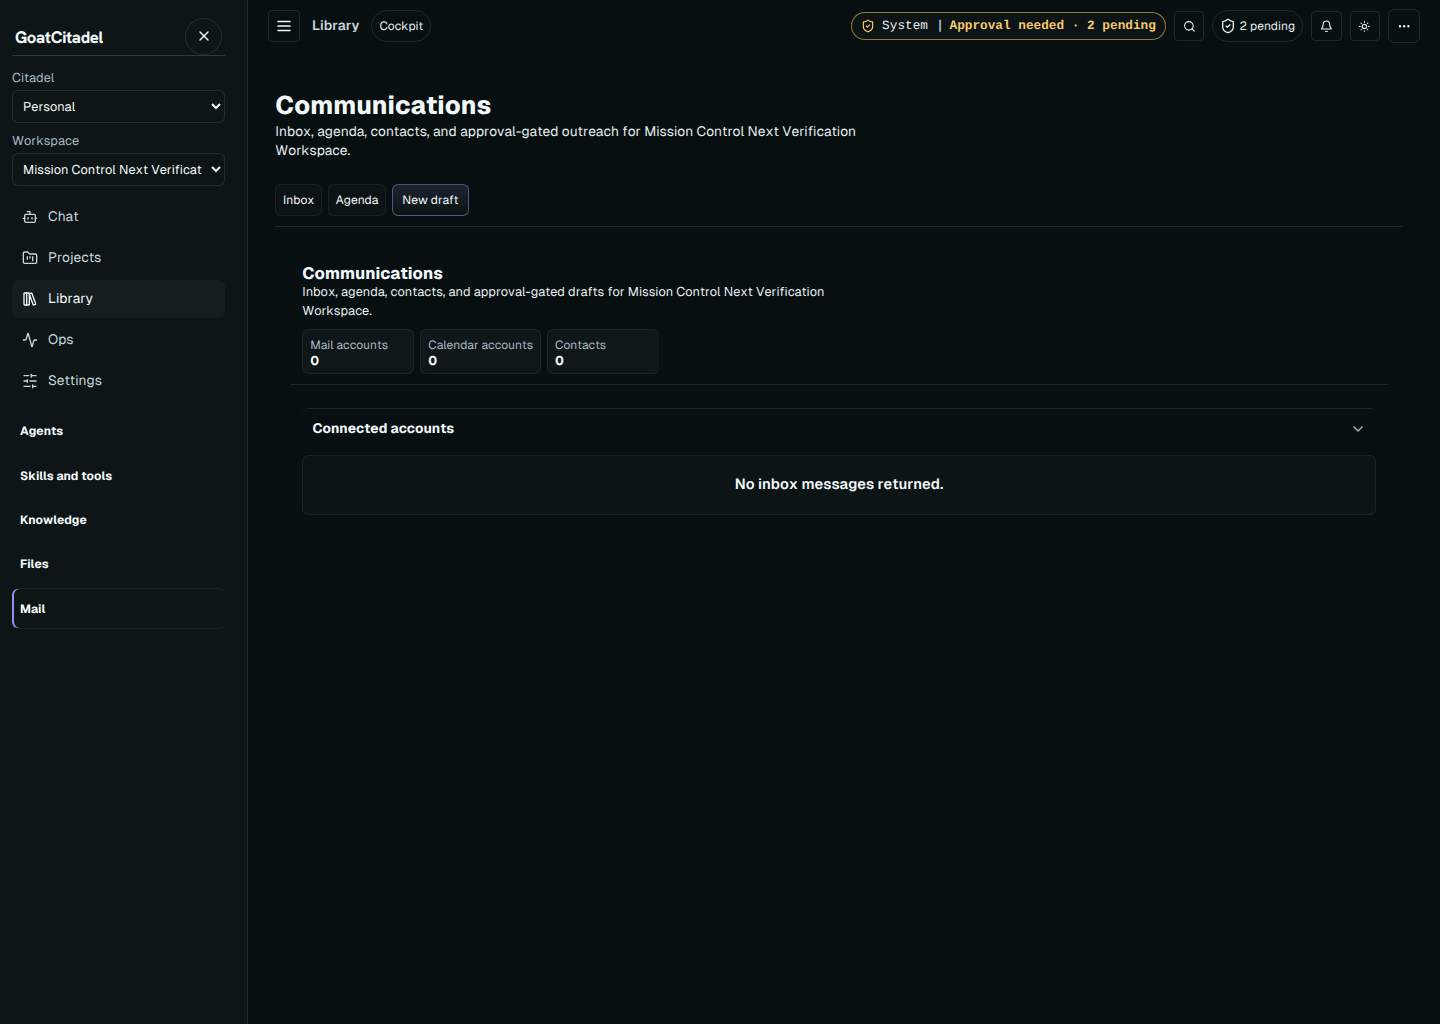 GoatCitadel
Citadel
Personal
Workspace
Mission Control Next Verificat
Chat
Projects
Library
Ops
Settings
Agents
Skills and tools
Knowledge
Files
Mail
Library
Cockpit
System | Approval needed · 2 pending
2 pending
Communications
Inbox, agenda, contacts, and approval-gated outreach for Mission Control Next Verification
Workspace.
Inbox
Agenda
New draft
Communications
Inbox, agenda, contacts, and approval-gated drafts for Mission Control Next Verification
Workspace.
Mail accounts
0
Calendar accounts
0
Contacts
0
Connected accounts
No inbox messages returned.